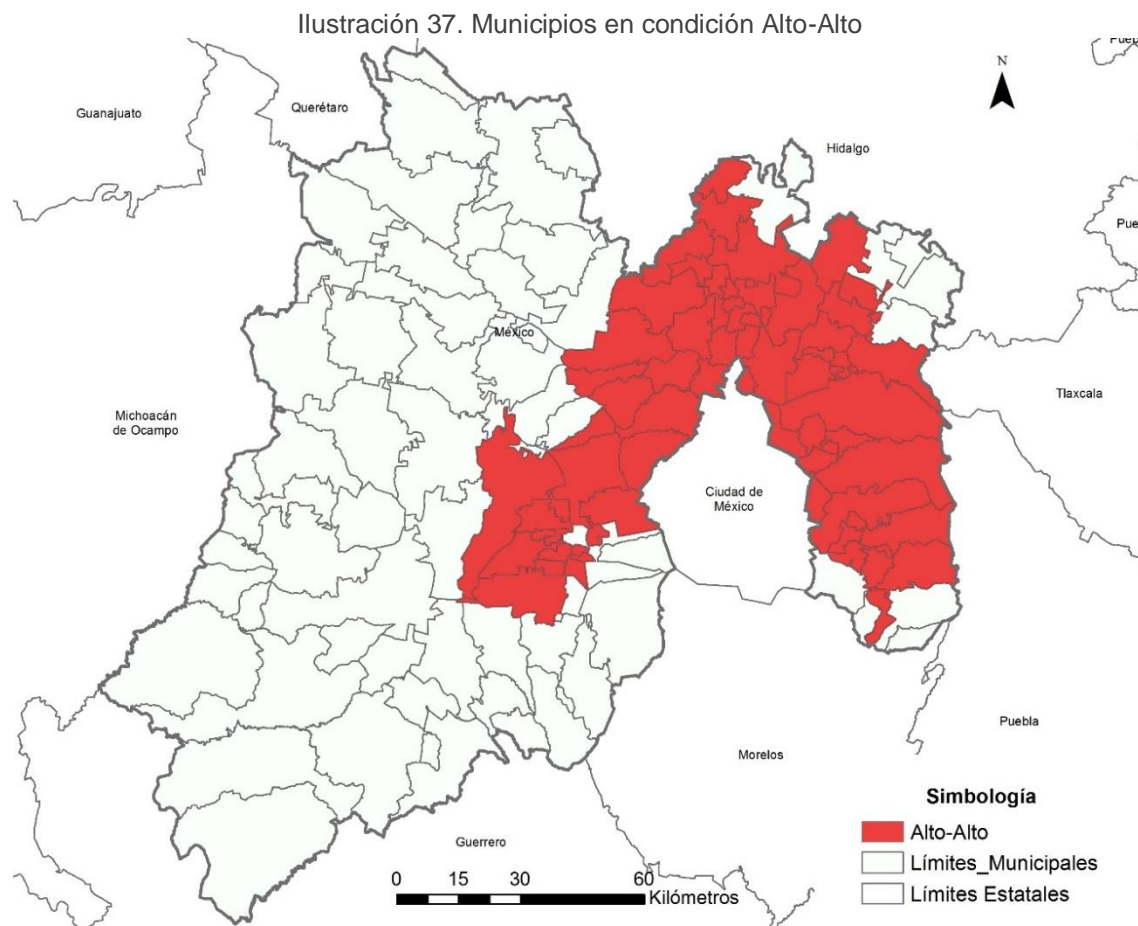 Ilustración 37. Municipios en condición Alto-Alto
N
Guanajuato
Querétaro
Hidalgo
México
Michoacán
de Ocampo
Tlaxcala
Ciudad de
México
Puebla
Morelos
Guerrero
Simbología
Alto-Alto
Límites_Municipales
Límites Estatales
0 15 30 60
Kilómetros